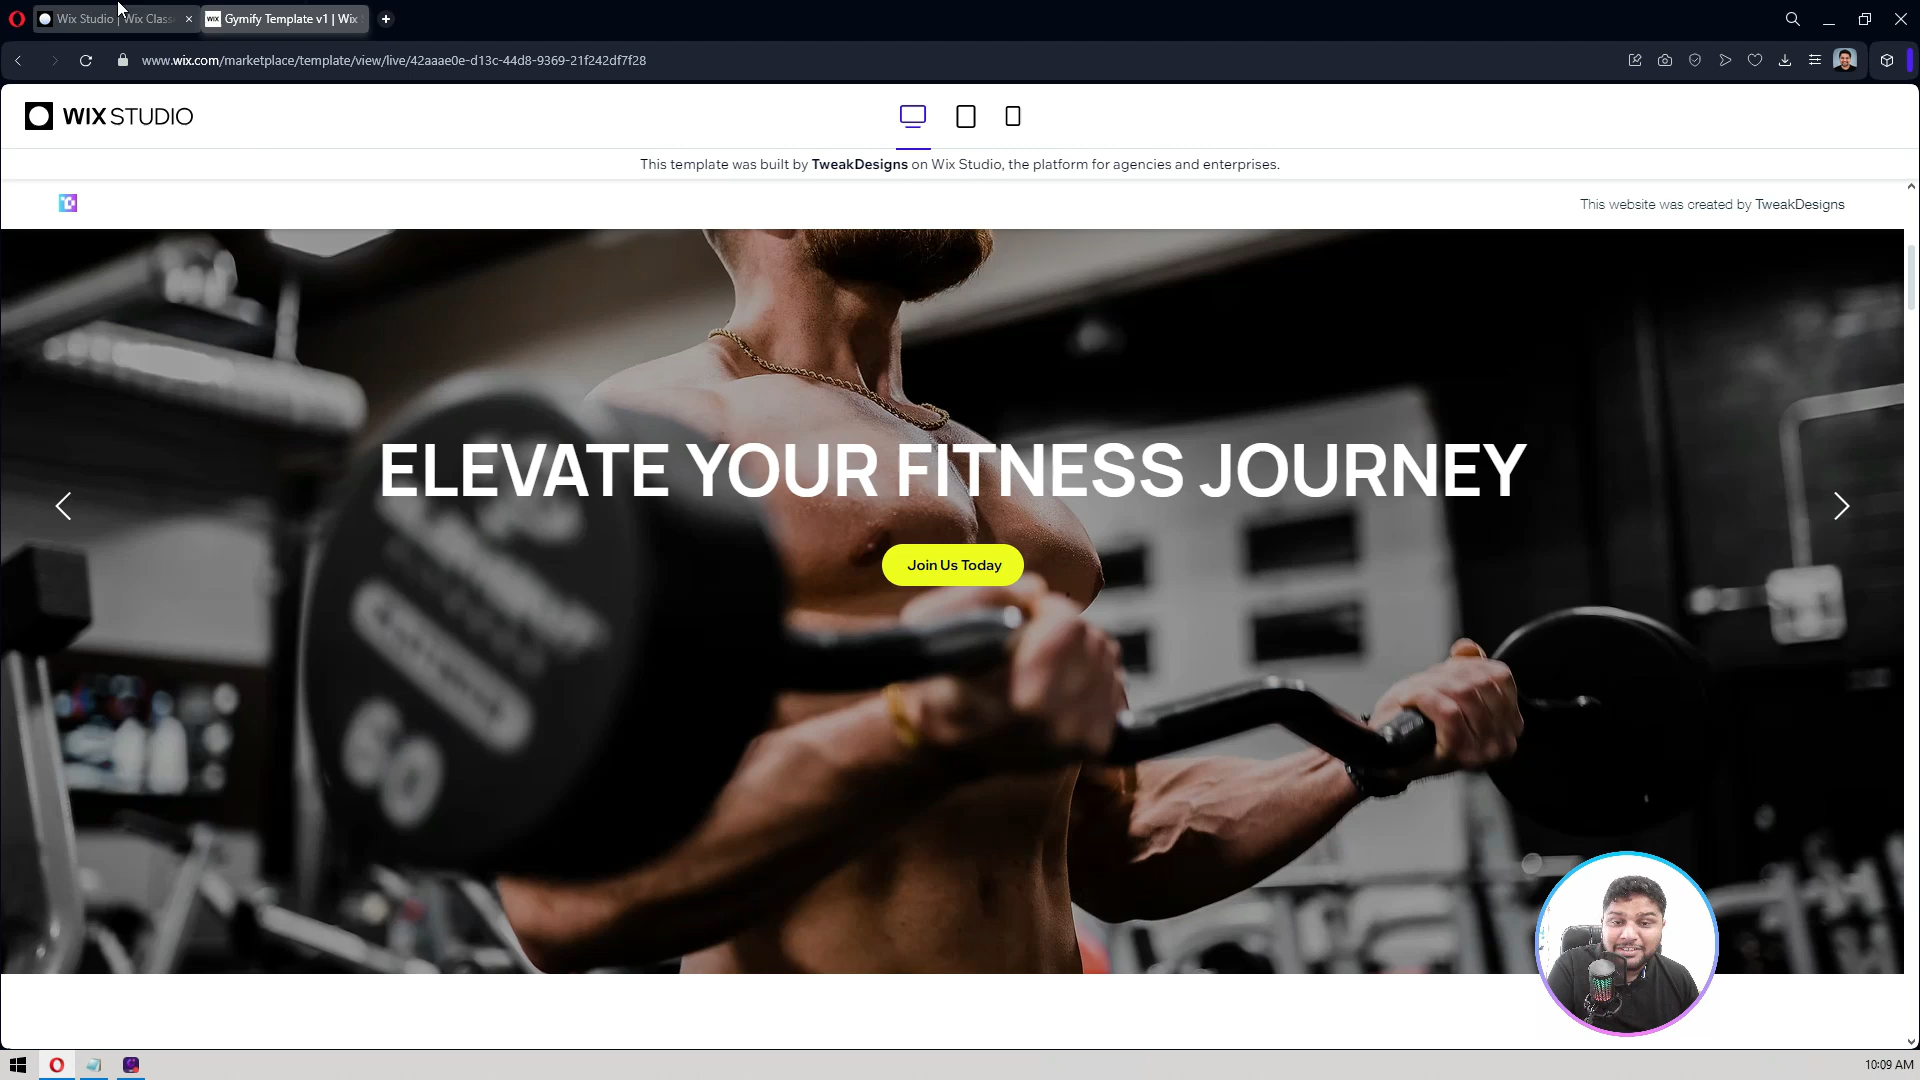 Wix Studio | Wix Class
Gymify Template v1 | Wix
www.wix.com/marketplace/template/view/live/42aaae0e-d13c-44d8-9369-21f242df7f28
WIX STUDIO
This template was built by TweakDesigns on Wix Studio, the platform for agencies and enterprises.
This website was created by TweakDesigns
ELEVATE YOUR FITNESS JOURNEY
Join Us Today
60
10:09 AM